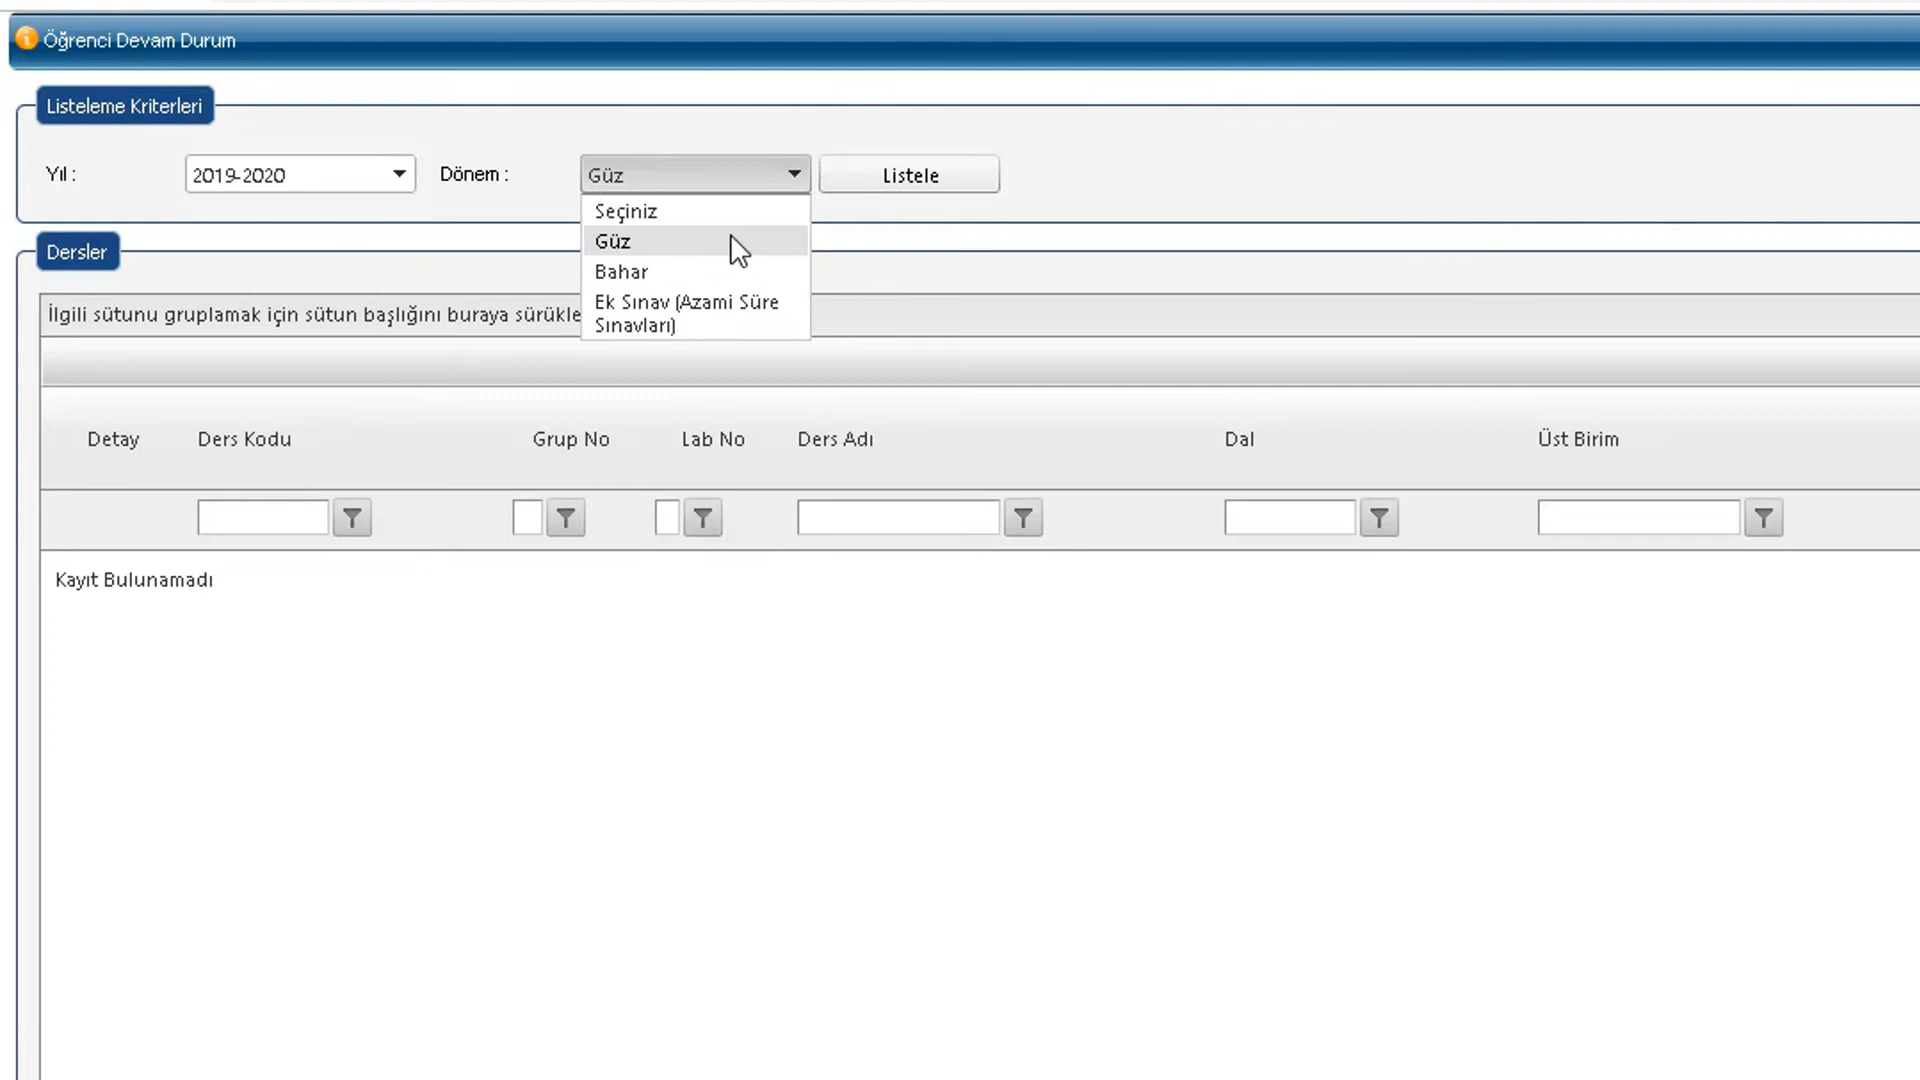 Öğrenci Devam Durum
Listeleme Kriterleri
Yıl : 2019-2020 Dönem : Güz Listele
Seçiniz
Güz
Bahar
Ek Sınav (Azami Süre
Sınavları)
Dersler
İlgili sütunu gruplamak için sütun başlığını buraya sürükle
Detay Ders Kodu Grup No Lab No Ders Adı Dal Üst Birim
Kayıt Bulunamadı